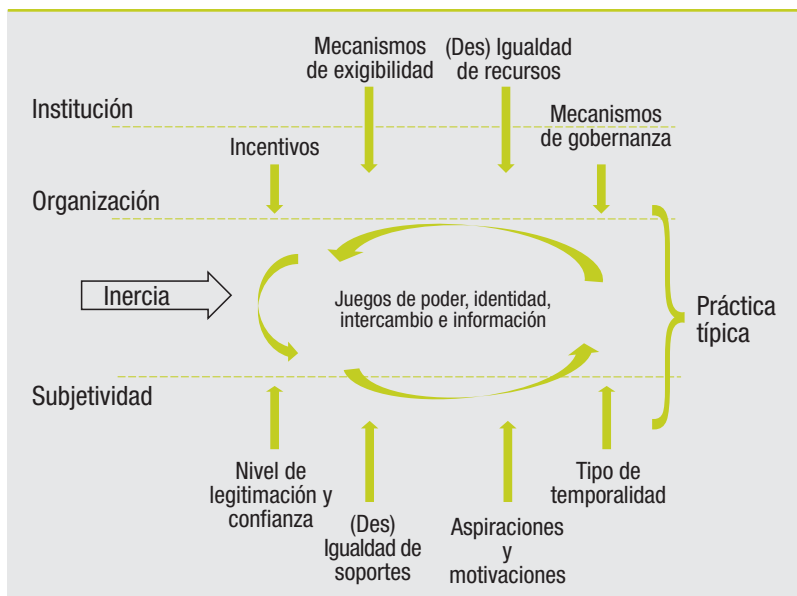 Mecanismos
de exigibilidad
(Des) Igualdad
de recursos
Institución
Incentivos
Mecanismos
de gobernanza
Organización
Inercia
Juegos de poder, identidad,
intercambio e información
Práctica
típica
Subjetividad
Nivel de
legitimación y
confianza
(Des)
Igualdad de
soportes
Aspiraciones
y
motivaciones
Tipo de
temporalidad